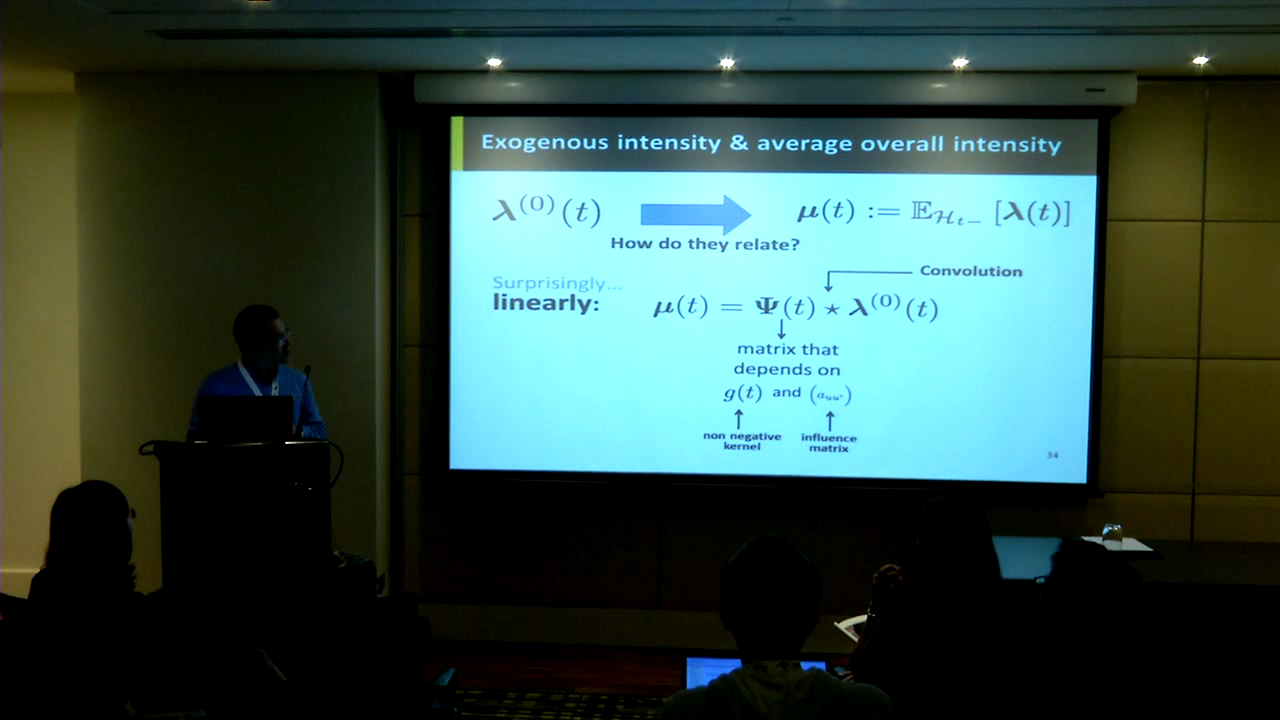 Exogenous intensity & average overall intensity
λ⁽⁰⁾(t) μ(t) := 𝔼_{ℋ_{t−}} [λ(t)]
How do they relate?
Convolution
Surprisingly...
linearly: μ(t) = Ψ(t) ⋆ λ⁽⁰⁾(t)
matrix that
depends on
g(t) and (a_{uu'})
non negative
kernel
influence
matrix
34